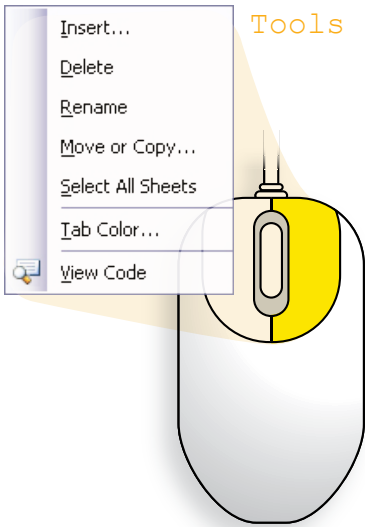 Tools
Insert...
Delete
Rename
Move or Copy...
Select All Sheets
Tab Color...
View Code